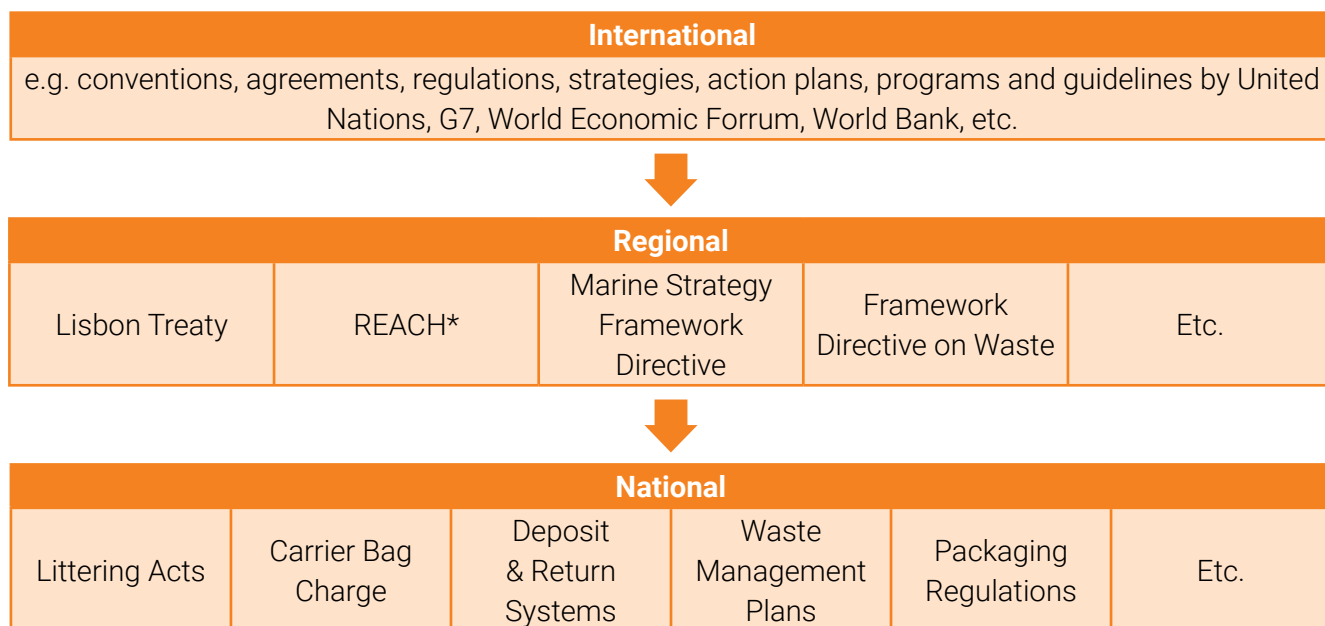 International
e.g. conventions, agreements, regulations, strategies, action plans, programs and guidelines by United
Nations, G7, World Economic Forrum, World Bank, etc.
Regional
Lisbon Treaty
REACH*
Marine Strategy
Framework
Directive
Framework
Directive on Waste
Etc.
National
Littering Acts
Carrier Bag
Charge
Deposit
& Return
Systems
Waste
Management
Plans
Packaging
Regulations
Etc.